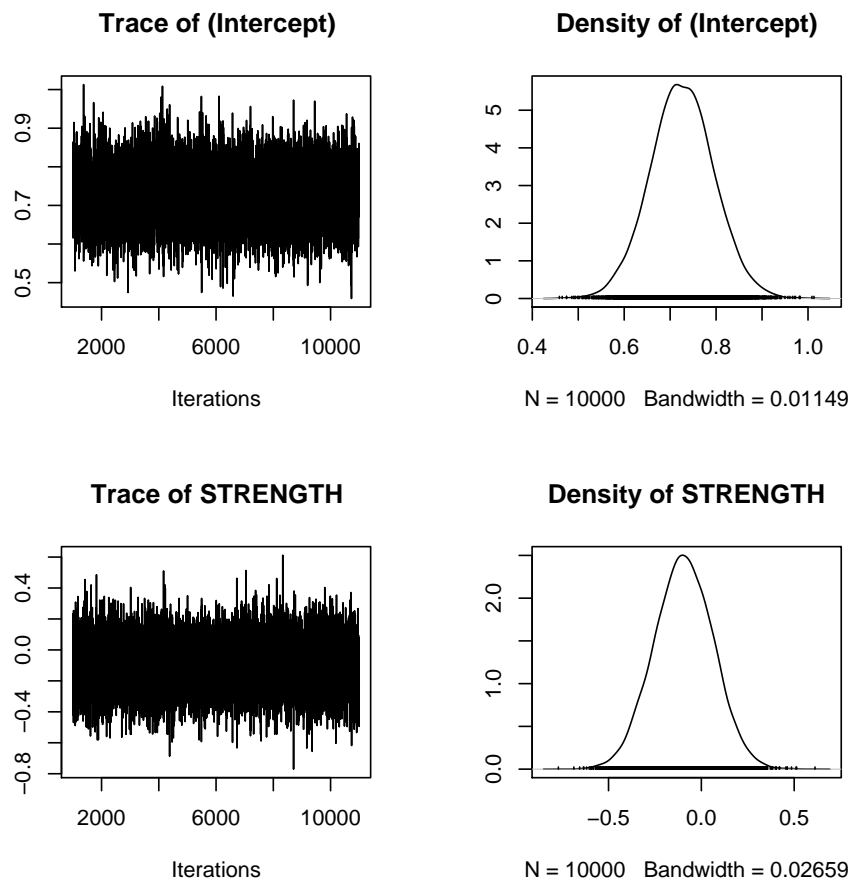 Trace of (Intercept)
0.5 0.7 0.9
2000 6000 10000
Iterations
Density of (Intercept)
0 1 2 3 4 5
0.4 0.6 0.8 1.0
N = 10000 Bandwidth = 0.01149
Trace of STRENGTH
−0.8 −0.4 0.0 0.4
2000 6000 10000
Iterations
Density of STRENGTH
0.0 1.0 2.0
−0.5 0.0 0.5
N = 10000 Bandwidth = 0.02659